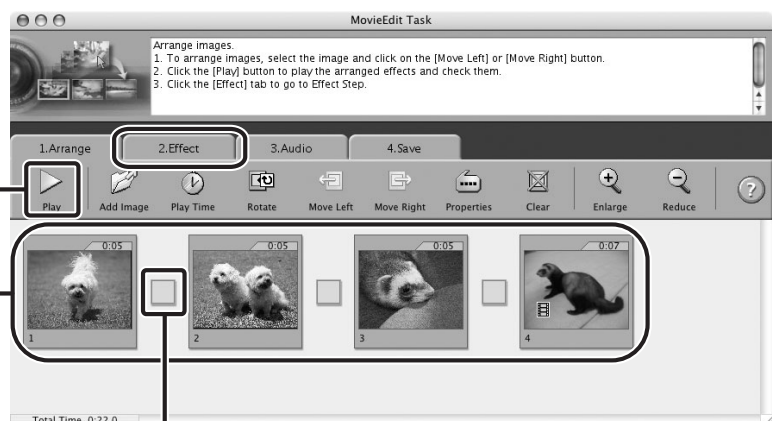 MovieEdit Task
Arrange images.
1. To arrange images, select the image and click on the [Move Left] or [Move Right] button.
2. Click the [Play] button to play the arranged effects and check them.
3. Click the [Effect] tab to go to Effect Step.
1.Arrange 2.Effect 3.Audio 4.Save
Play Add Image Play Time Rotate Move Left Move Right Properties Clear Enlarge Reduce ?
0:05 0:05 0:05 0:07
1 2 3 4
Total Time 0:22.0